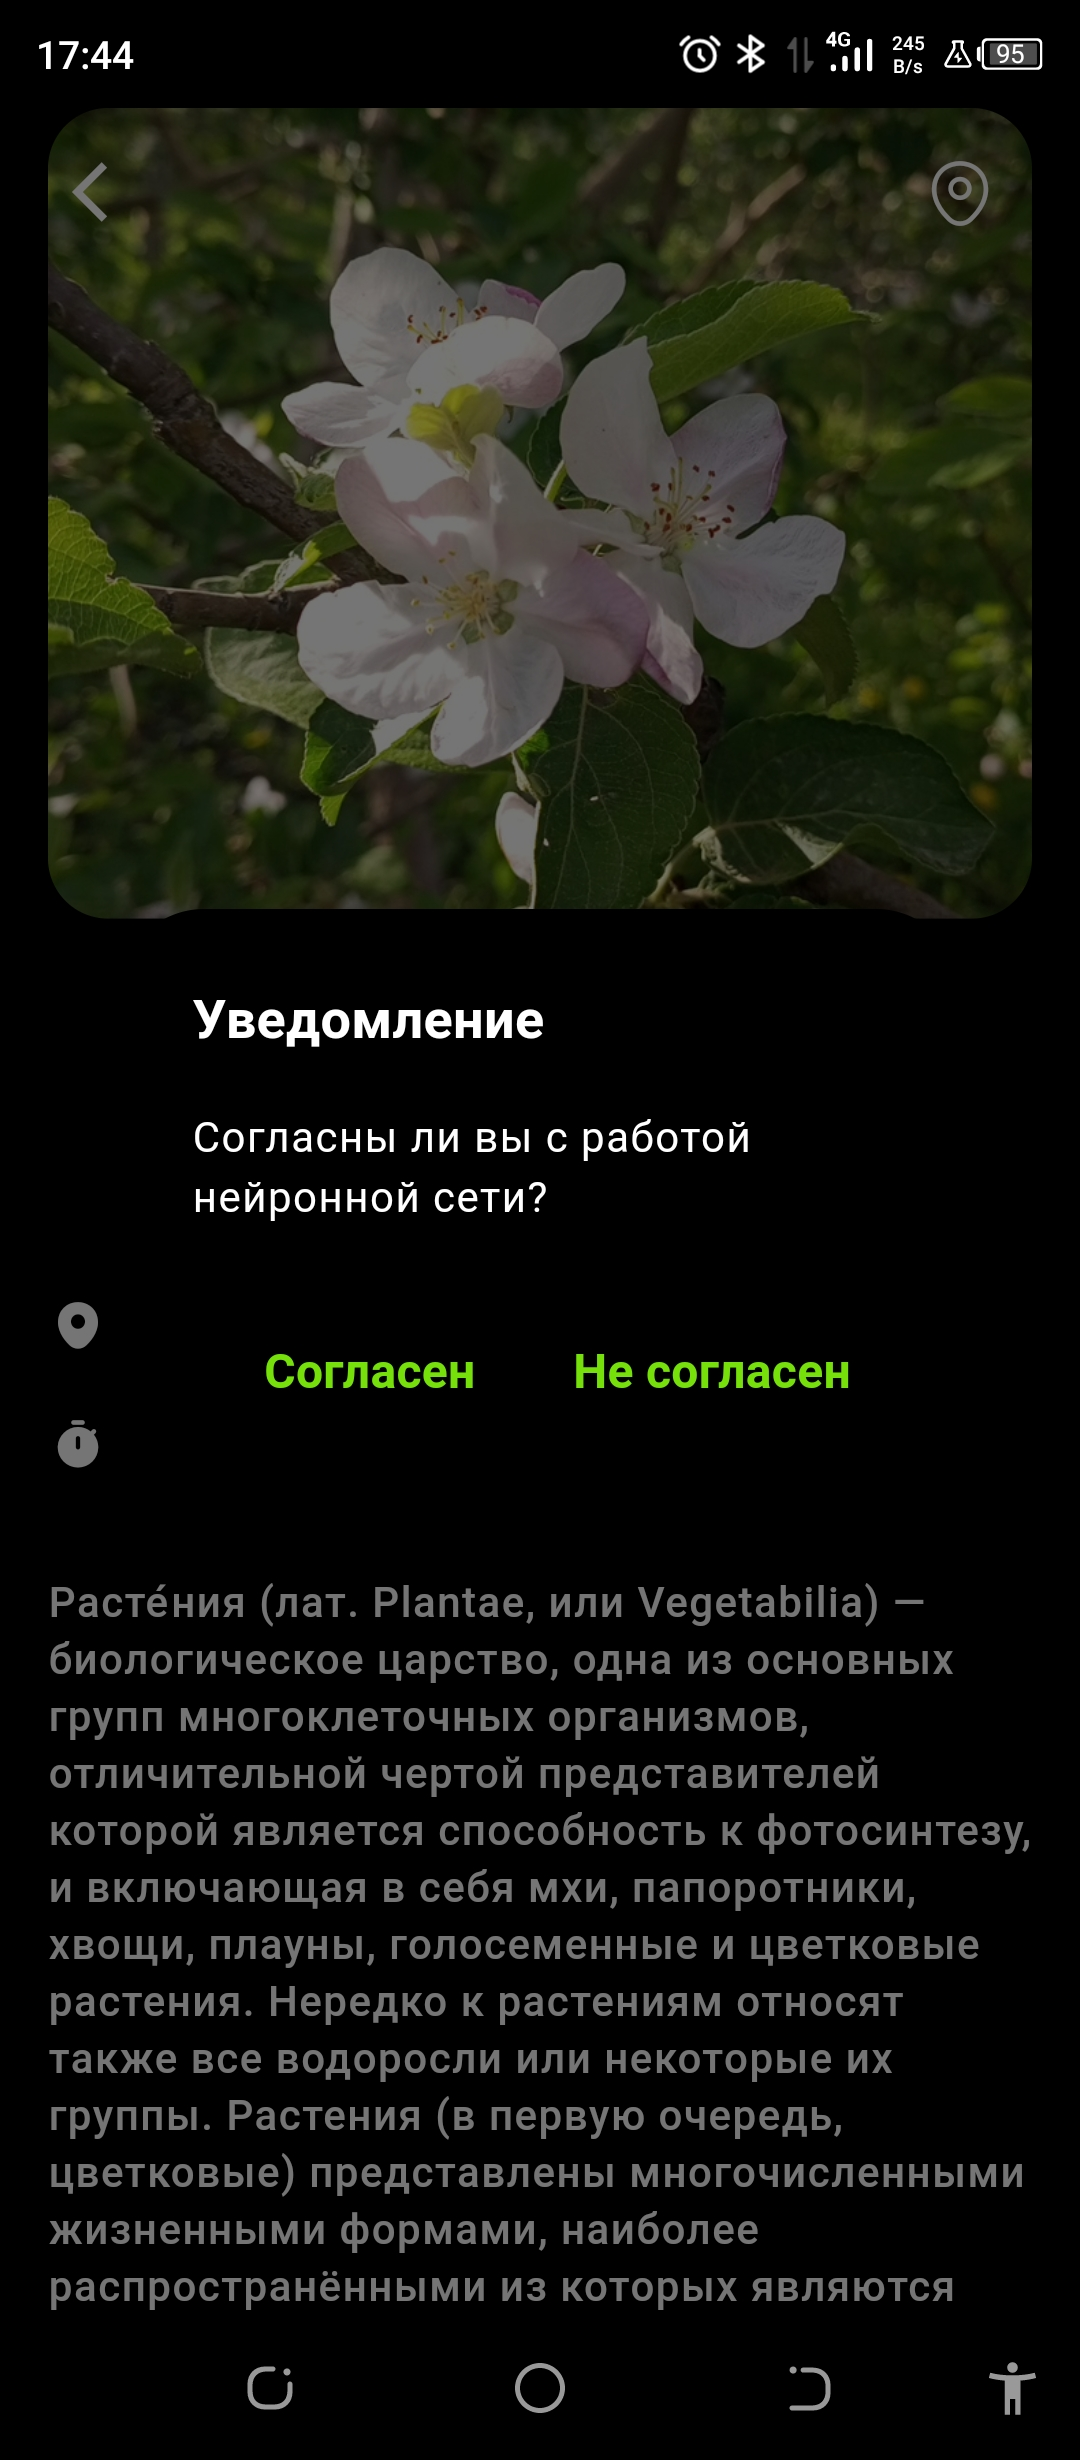 17:44
4G
245
B/s
95
Уведомление
Согласны ли вы с работой
нейронной сети?
Согласен
Не согласен
Расте́ния (лат. Plantae, или Vegetabilia) —
биологическое царство, одна из основных
групп многоклеточных организмов,
отличительной чертой представителей
которой является способность к фотосинтезу,
и включающая в себя мхи, папоротники,
хвощи, плауны, голосеменные и цветковые
растения. Нередко к растениям относят
также все водоросли или некоторые их
группы. Растения (в первую очередь,
цветковые) представлены многочисленными
жизненными формами, наиболее
распространёнными из которых являются